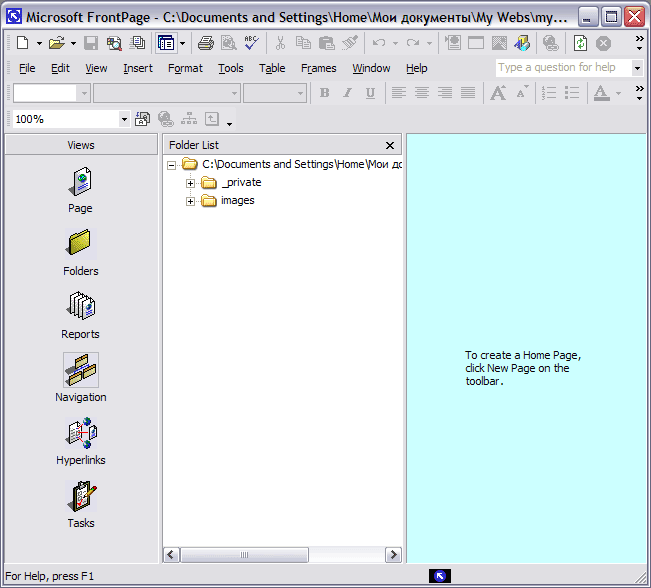 Microsoft FrontPage - C:\Documents and Settings\Home\Мои документы\My Webs\my...
File Edit View Insert Format Tools Table Frames Window Help Type a question for help
B I U A A A
100%
Views
Folder List
C:\Documents and Settings\Home\Мои до
_private
images
Page
Folders
Reports
Navigation
Hyperlinks
Tasks
To create a Home Page,
click New Page on the
toolbar.
For Help, press F1